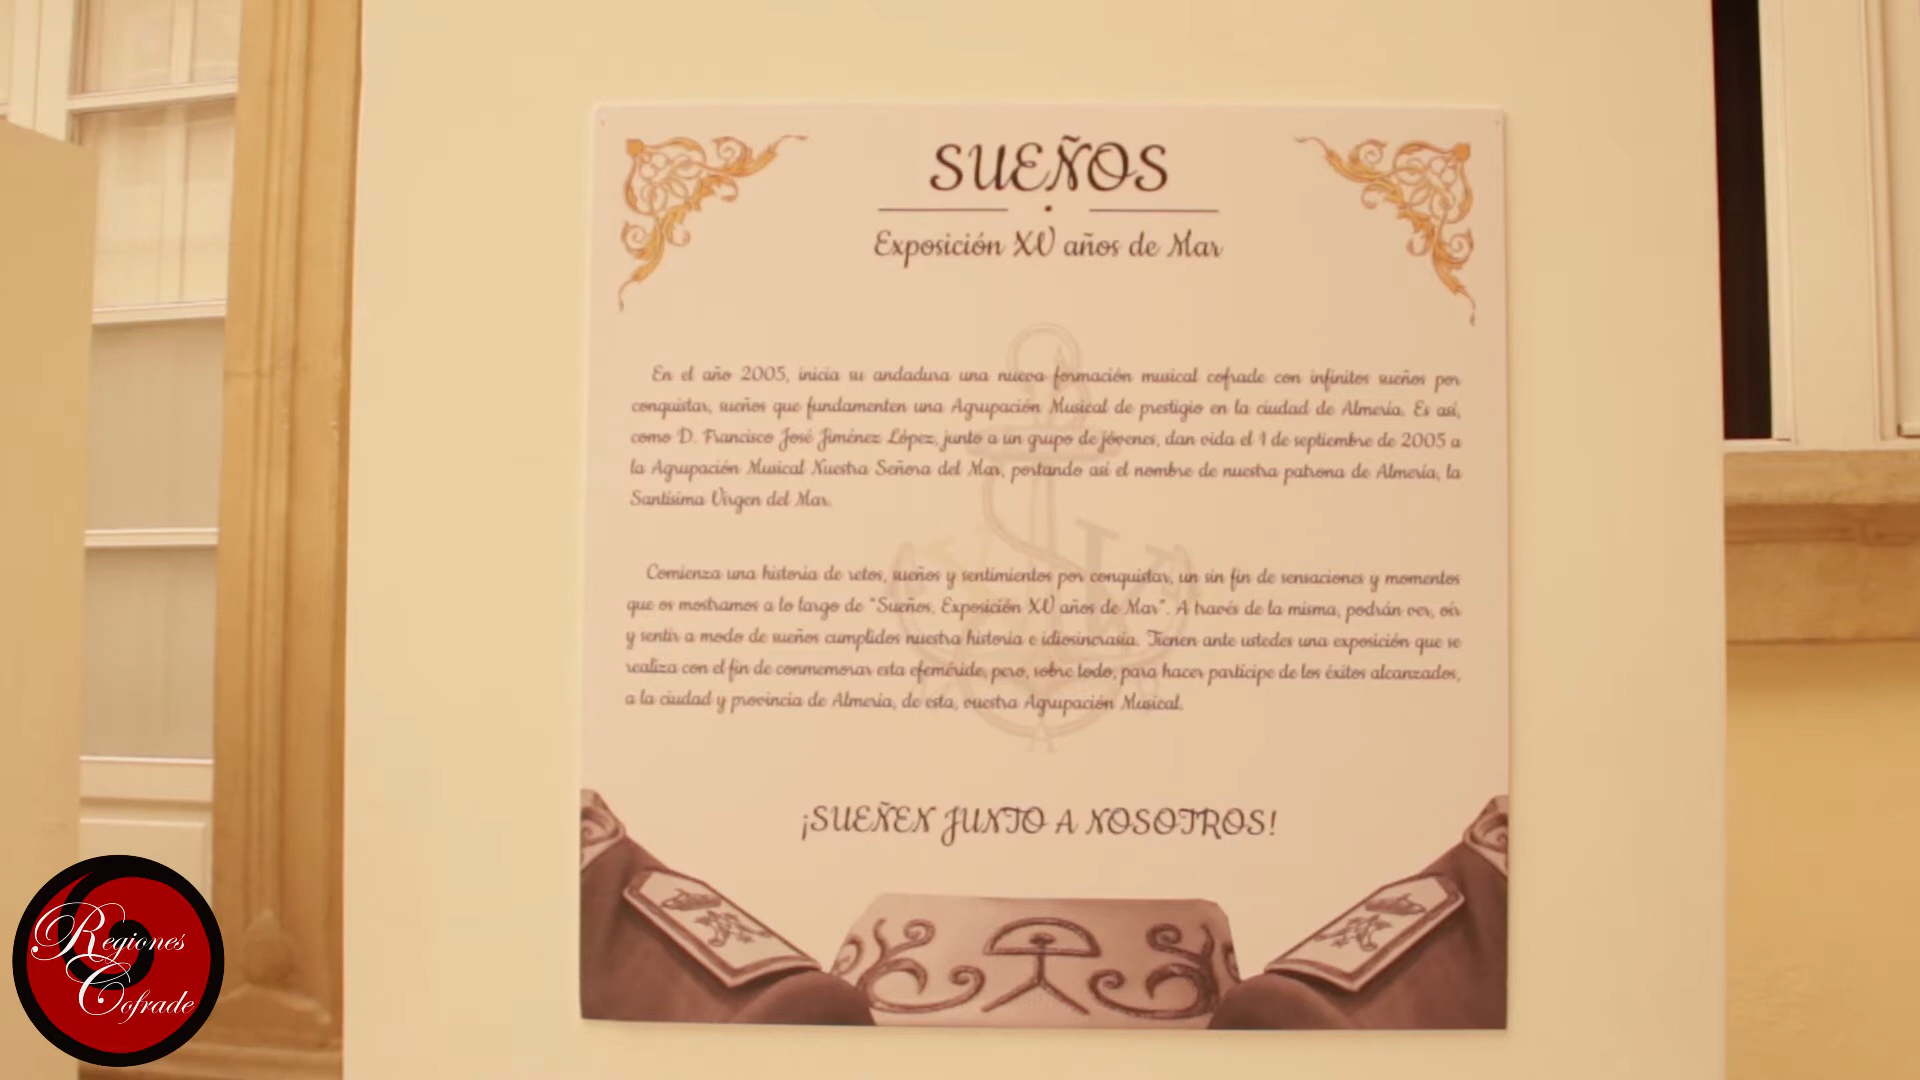 SUEÑOS
Exposición XV años de Mar
En el año 2005, inicia su andadura una nueva formación musical cofrade con infinitos sueños por
conquistar, sueños que fundamenten una Agrupación Musical de prestigio en la ciudad de Almería. Es así,
como D. Francisco José Jiménez López, junto a un grupo de jóvenes, dan vida el 1 de septiembre de 2005 a
la Agrupación Musical Nuestra Señora del Mar, portando así el nombre de nuestra patrona de Almería, la
Santísima Virgen del Mar.
Comienza una historia de retos, sueños y sentimientos por conquistar, un sin fin de sensaciones y momentos
que os mostramos a lo largo de "Sueños, Exposición XV años de Mar". A través de la misma, podrán ver, oír
y sentir a modo de sueños cumplidos nuestra historia e idiosincrasia. Tienen ante ustedes una exposición que se
realiza con el fin de conmemorar esta efeméride, pero, sobre todo, para hacer partícipe de los éxitos alcanzados,
a la ciudad y provincia de Almería, de esta, vuestra Agrupación Musical.
¡SUEÑEN JUNTO A NOSOTROS!
Regiones
Cofrade